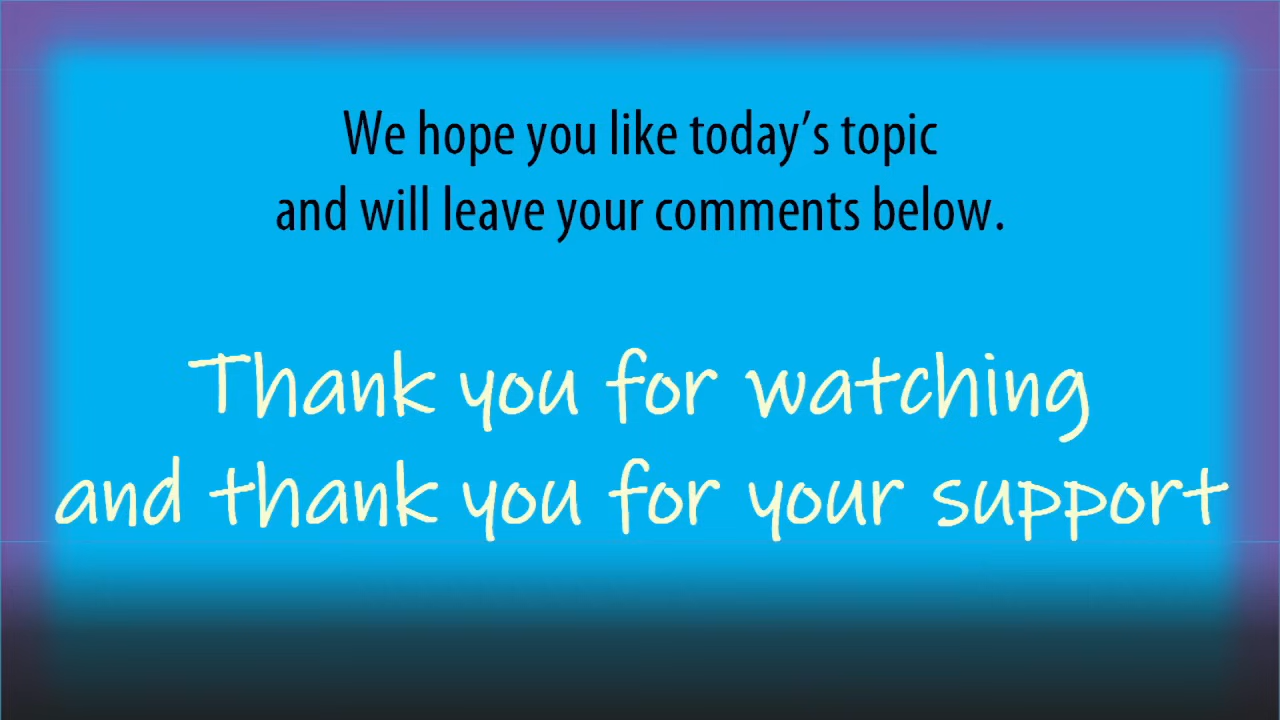 We hope you like today’s topic
and will leave your comments below.
Thank you for watching
and thank you for your support